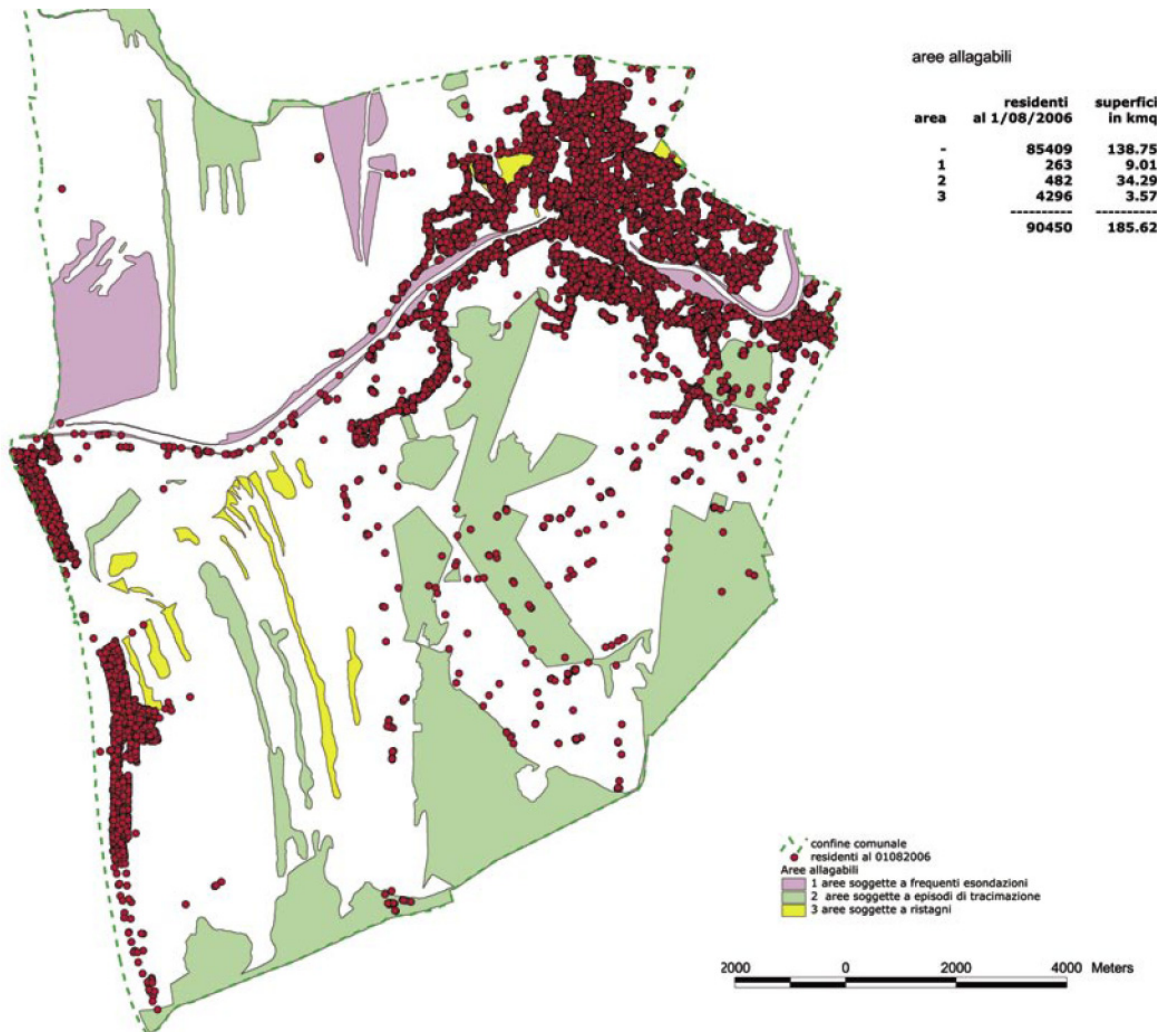 aree allagabili
residenti superfici
area al 1/08/2006 in kmq
- 85409 138.75
1 263 9.01
2 482 34.29
3 4296 3.57
---------- ----------
90450 185.62
confine comunale
residenti al 01082006
Aree allagabili
1 aree soggette a frequenti esondazioni
2 aree soggette a episodi di tracimazione
3 aree soggette a ristagni
2000 0 2000 4000 Meters